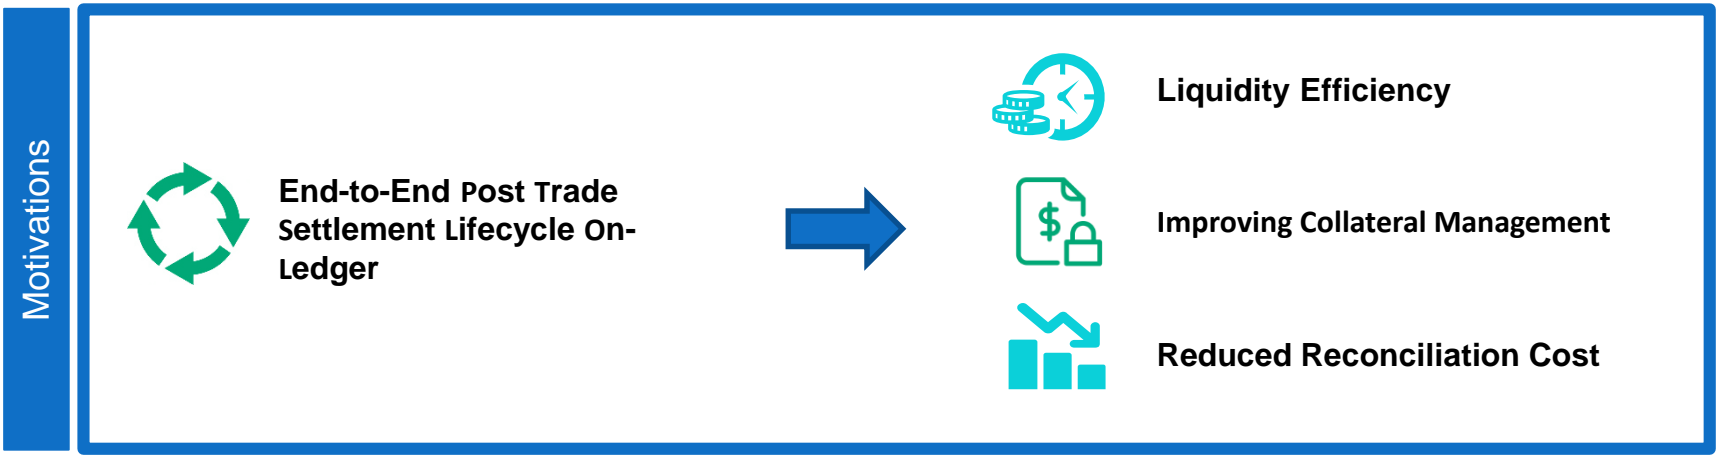 Motivations
End-to-End Post Trade
Settlement Lifecycle On-
Ledger
Liquidity Efficiency
$
Improving Collateral Management
Reduced Reconciliation Cost